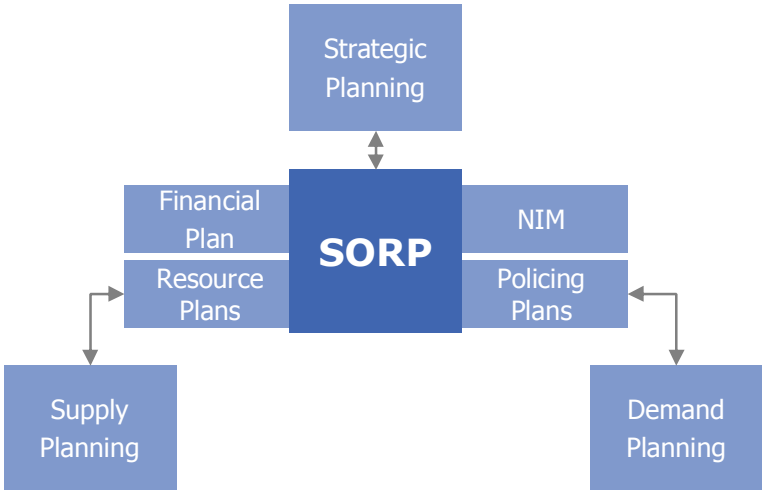 Strategic
Planning
Financial
Plan
SORP
NIM
Resource
Plans
Policing
Plans
Supply
Planning
Demand
Planning